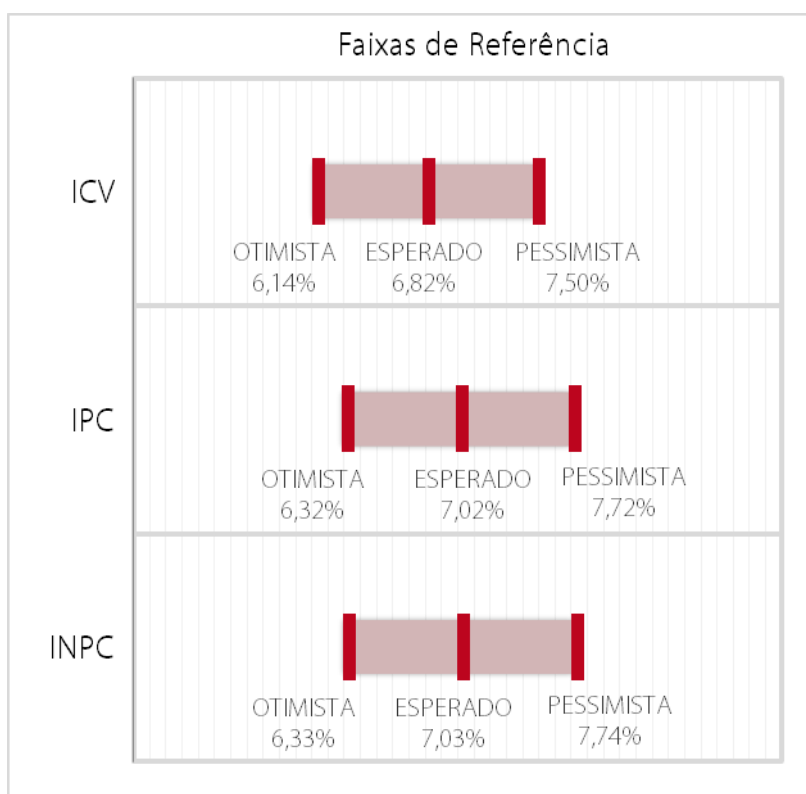 Faixas de Referência
ICV
OTIMISTA ESPERADO PESSIMISTA
6,14% 6,82% 7,50%
IPC
OTIMISTA ESPERADO PESSIMISTA
6,32% 7,02% 7,72%
INPC
OTIMISTA ESPERADO PESSIMISTA
6,33% 7,03% 7,74%